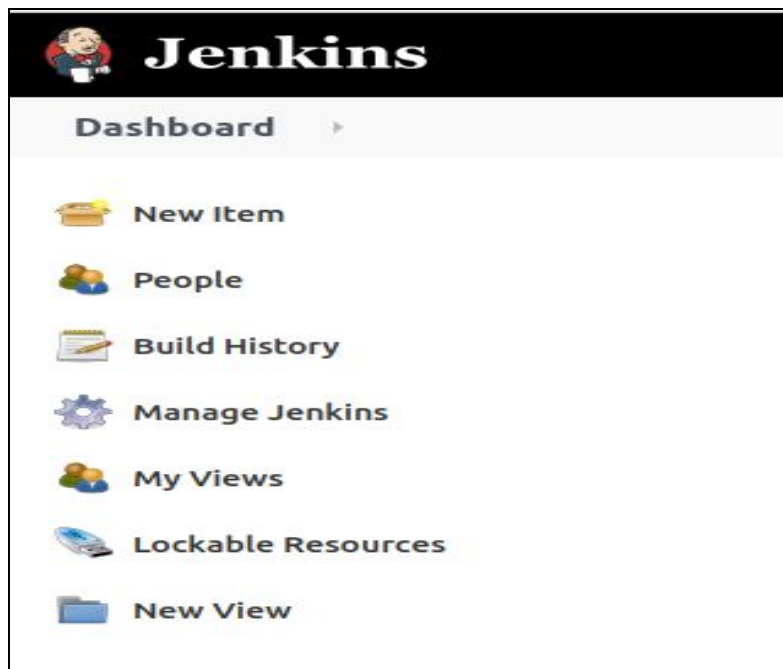 Jenkins
Dashboard
New Item
People
Build History
Manage Jenkins
My Views
Lockable Resources
New View